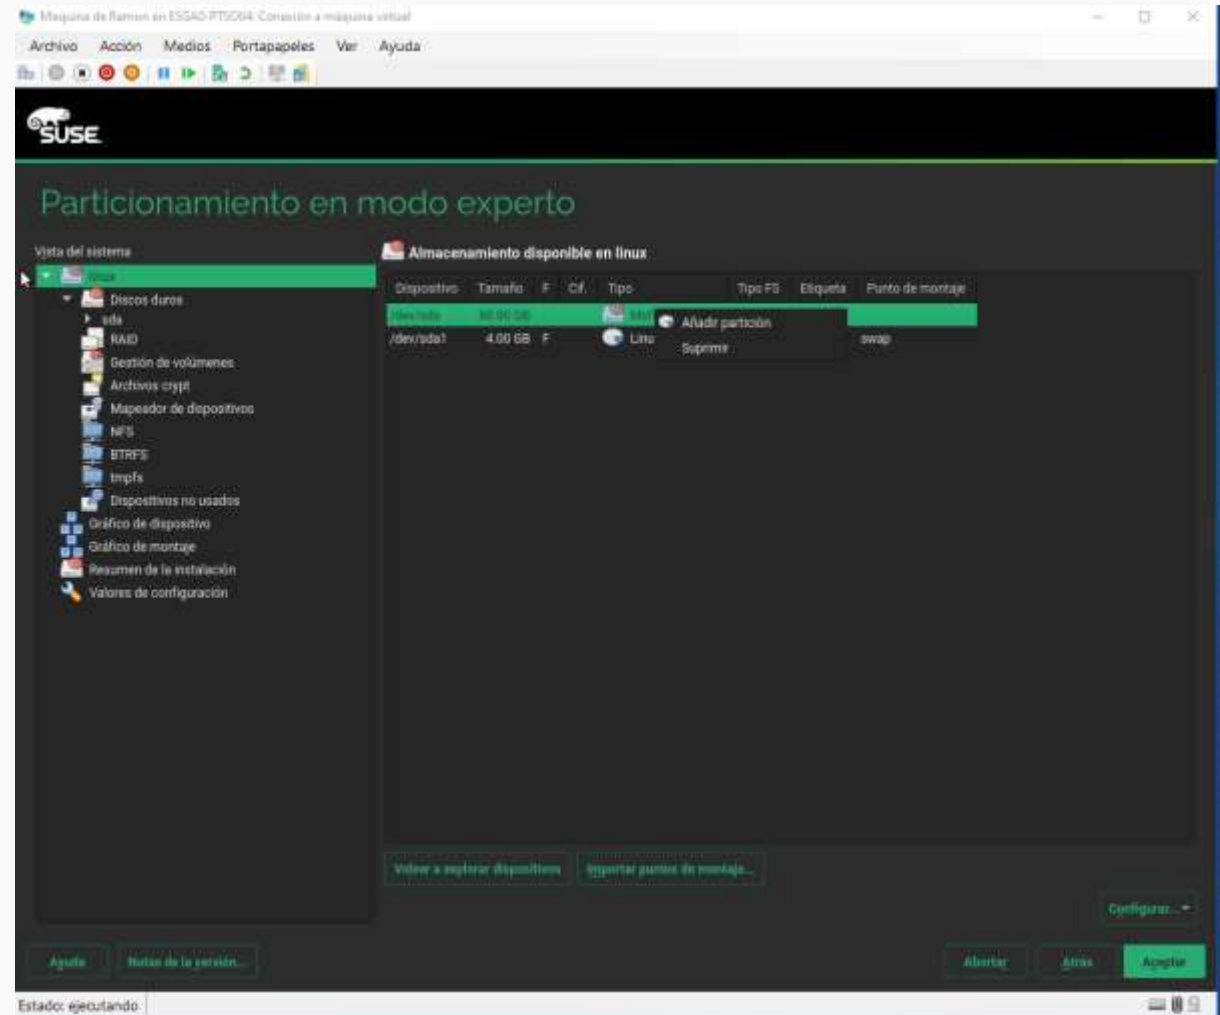 Maquina de Ramon en ESGAD-PTSO04: Conexión a máquina virtual
Archivo Acción Medios Portapapeles Ver Ayuda
SUSE
Particionamiento en modo experto
Vista del sistema
Almacenamiento disponible en linux
linux
Discos duros
sda
RAID
Gestión de volúmenes
Archivos crypt
Mapeador de dispositivos
NFS
BTRFS
tmpfs
Dispositivos no usados
Gráfico de dispositivo
Gráfico de montaje
Resumen de la instalación
Valores de configuración
Dispositivo Tamaño F Cif. Tipo Tipo FS Etiqueta Punto de montaje
/dev/sda
/dev/sda1 4.00 GB F swap
Añadir partición
Suprimir
Volver a explorar dispositivos Importar puntos de montaje...
Configurar...
Ayuda Notas de la versión... Abortar Atrás Aceptar
Estado: ejecutando